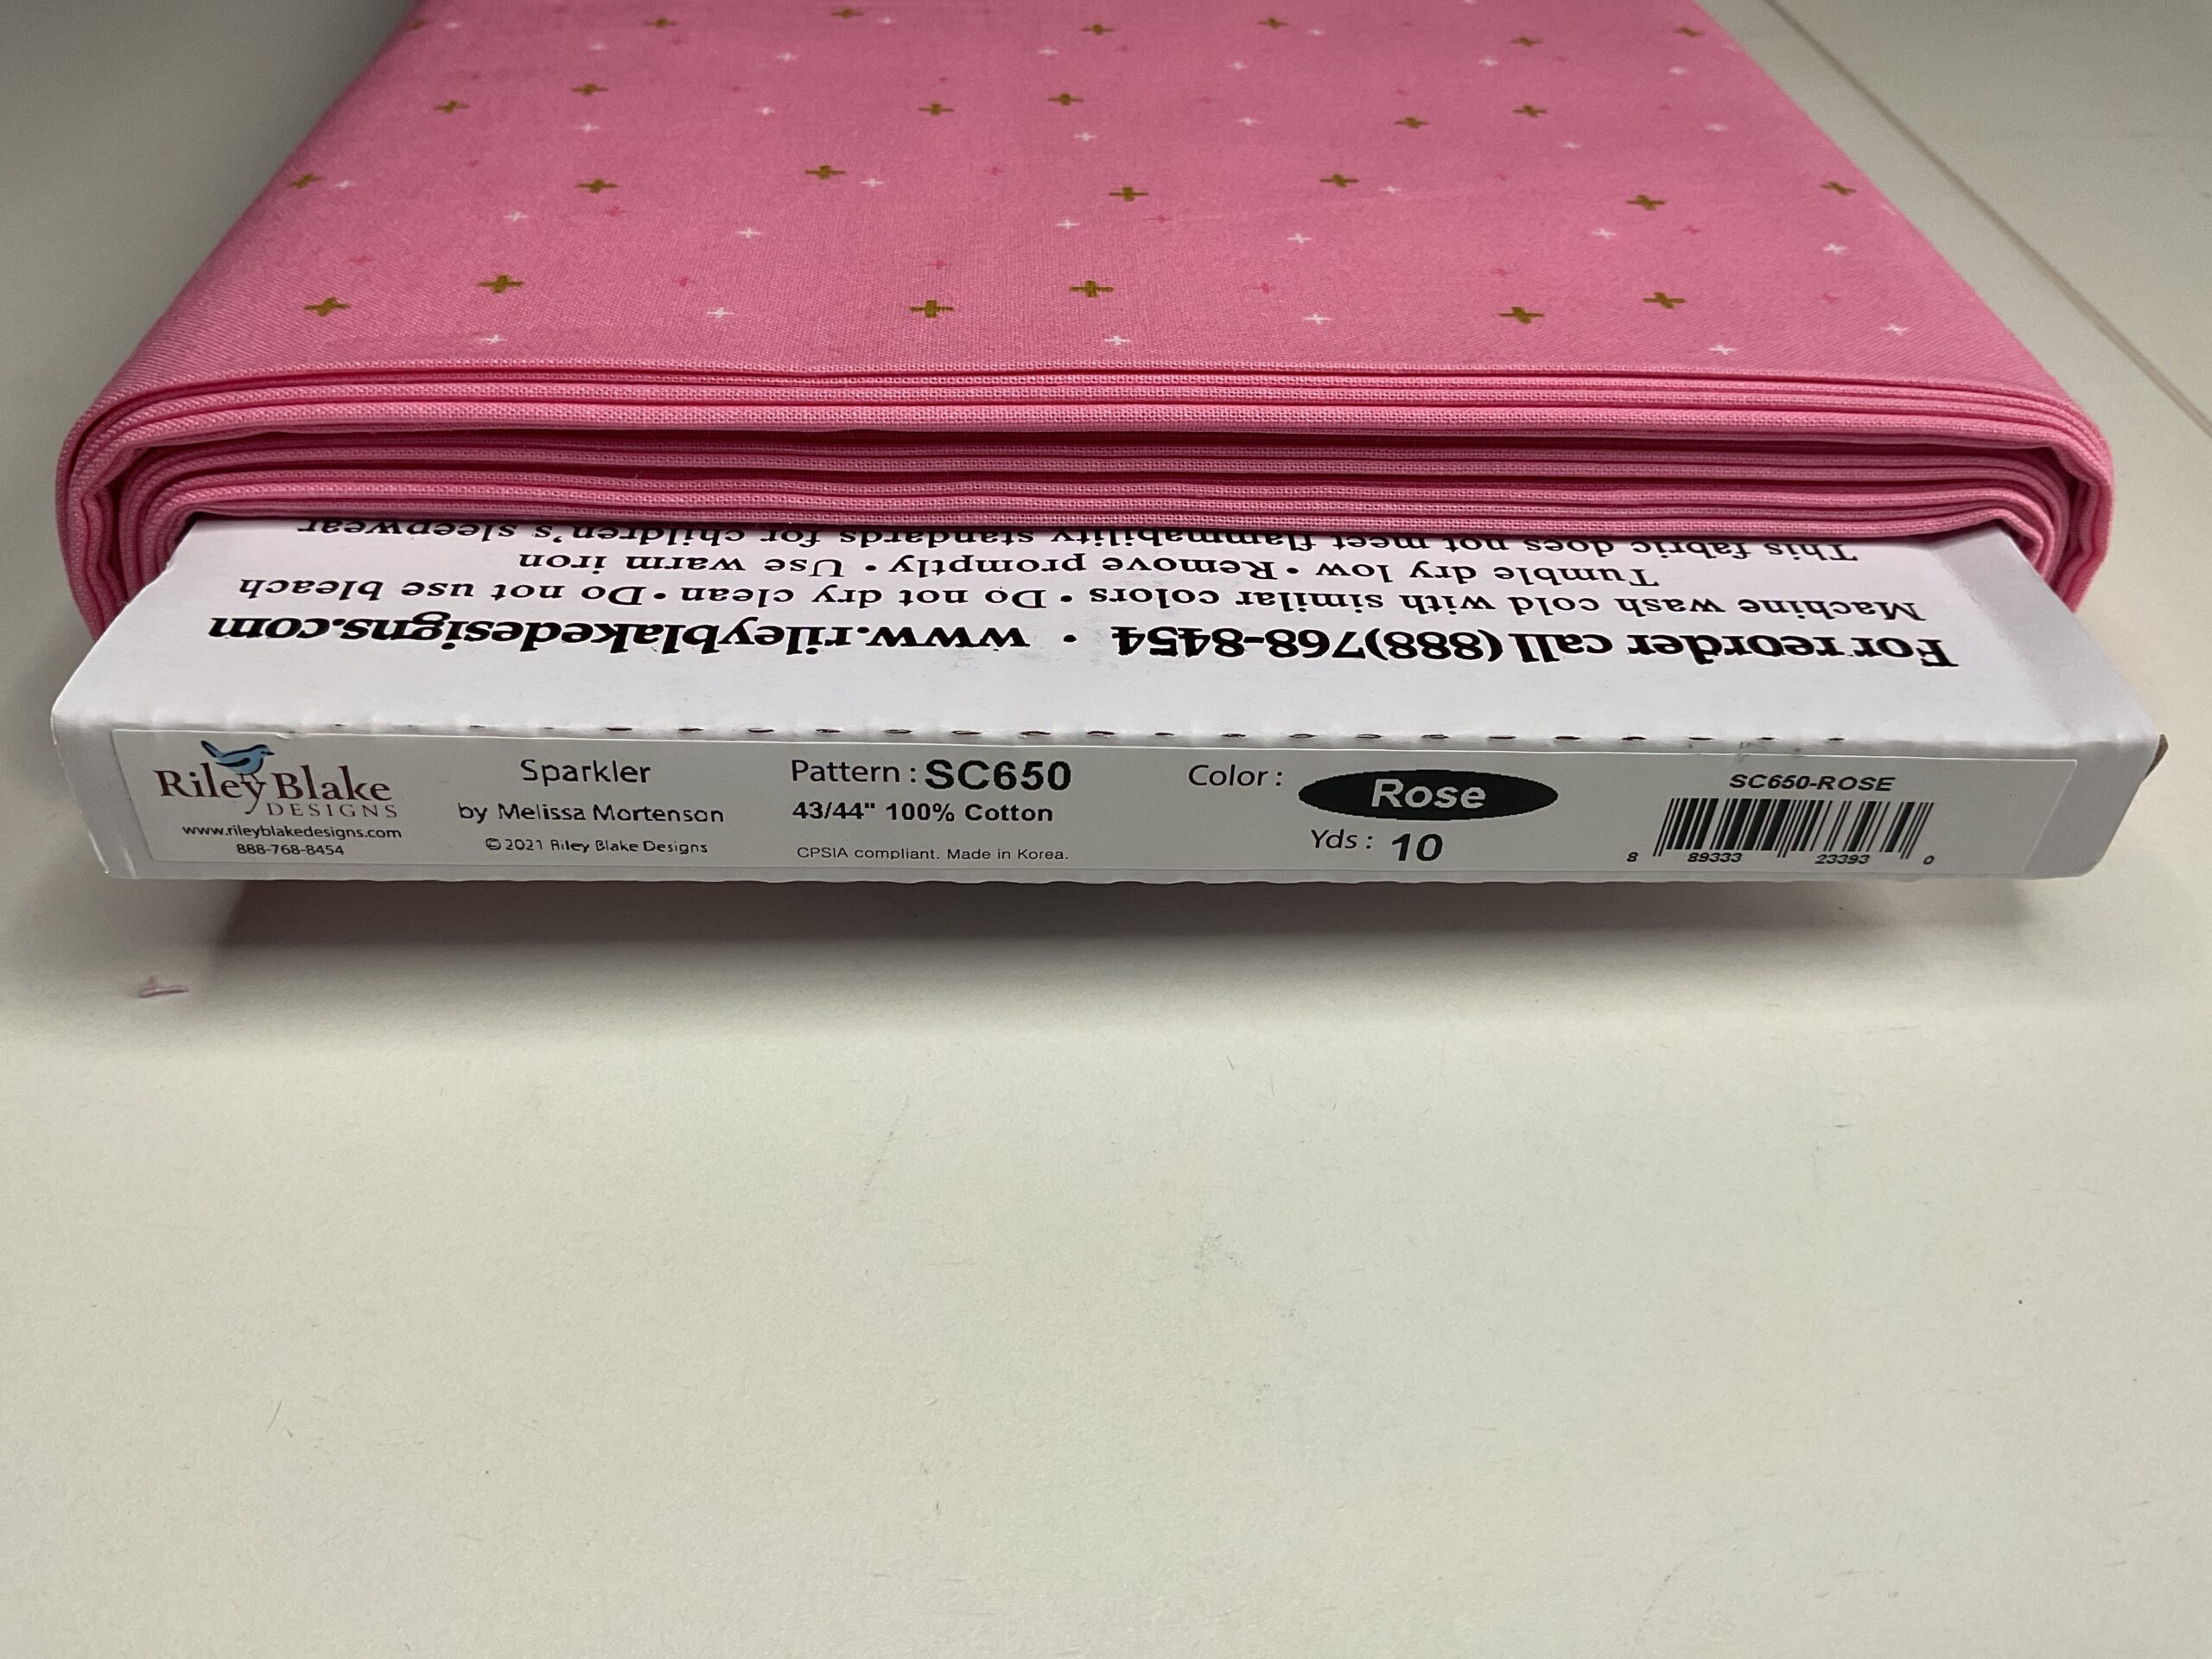 This fabric does not meet flammability standards for children's sleepwear
Tumble dry low • Remove promptly • Use warm iron
Machine wash cold with similar colors • Do not dry clean • Do not use bleach
For reorder call (888)768-8454 • www.rileyblakedesigns.com
Riley Blake
DESIGNS
www.rileyblakedesigns.com
888-768-8454
Sparkler
by Melissa Mortenson
©2021 Riley Blake Designs
Pattern: SC650
43/44" 100% Cotton
CPSIA compliant. Made in Korea.
Color: Rose
Yds: 10
SC650-ROSE
8 89333 23393 0